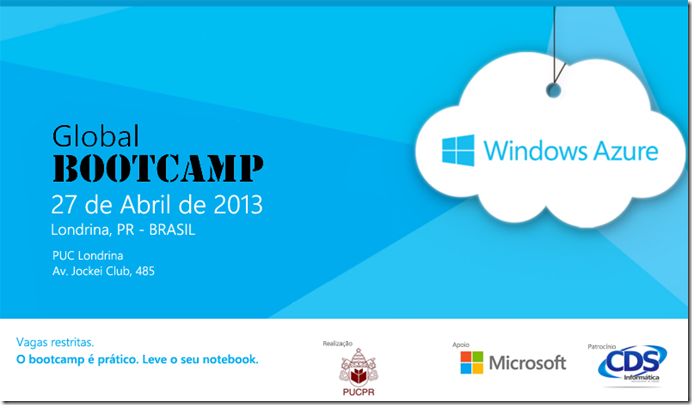 Global
BOOTCAMP
27 de Abril de 2013
Londrina, PR - BRASIL
PUC Londrina
Av. Jockei Club, 485
Windows Azure
Vagas restritas.
O bootcamp é prático. Leve o seu notebook.
Realização
PUCPR
Apoio
Microsoft
Patrocínio
CDS
Informática